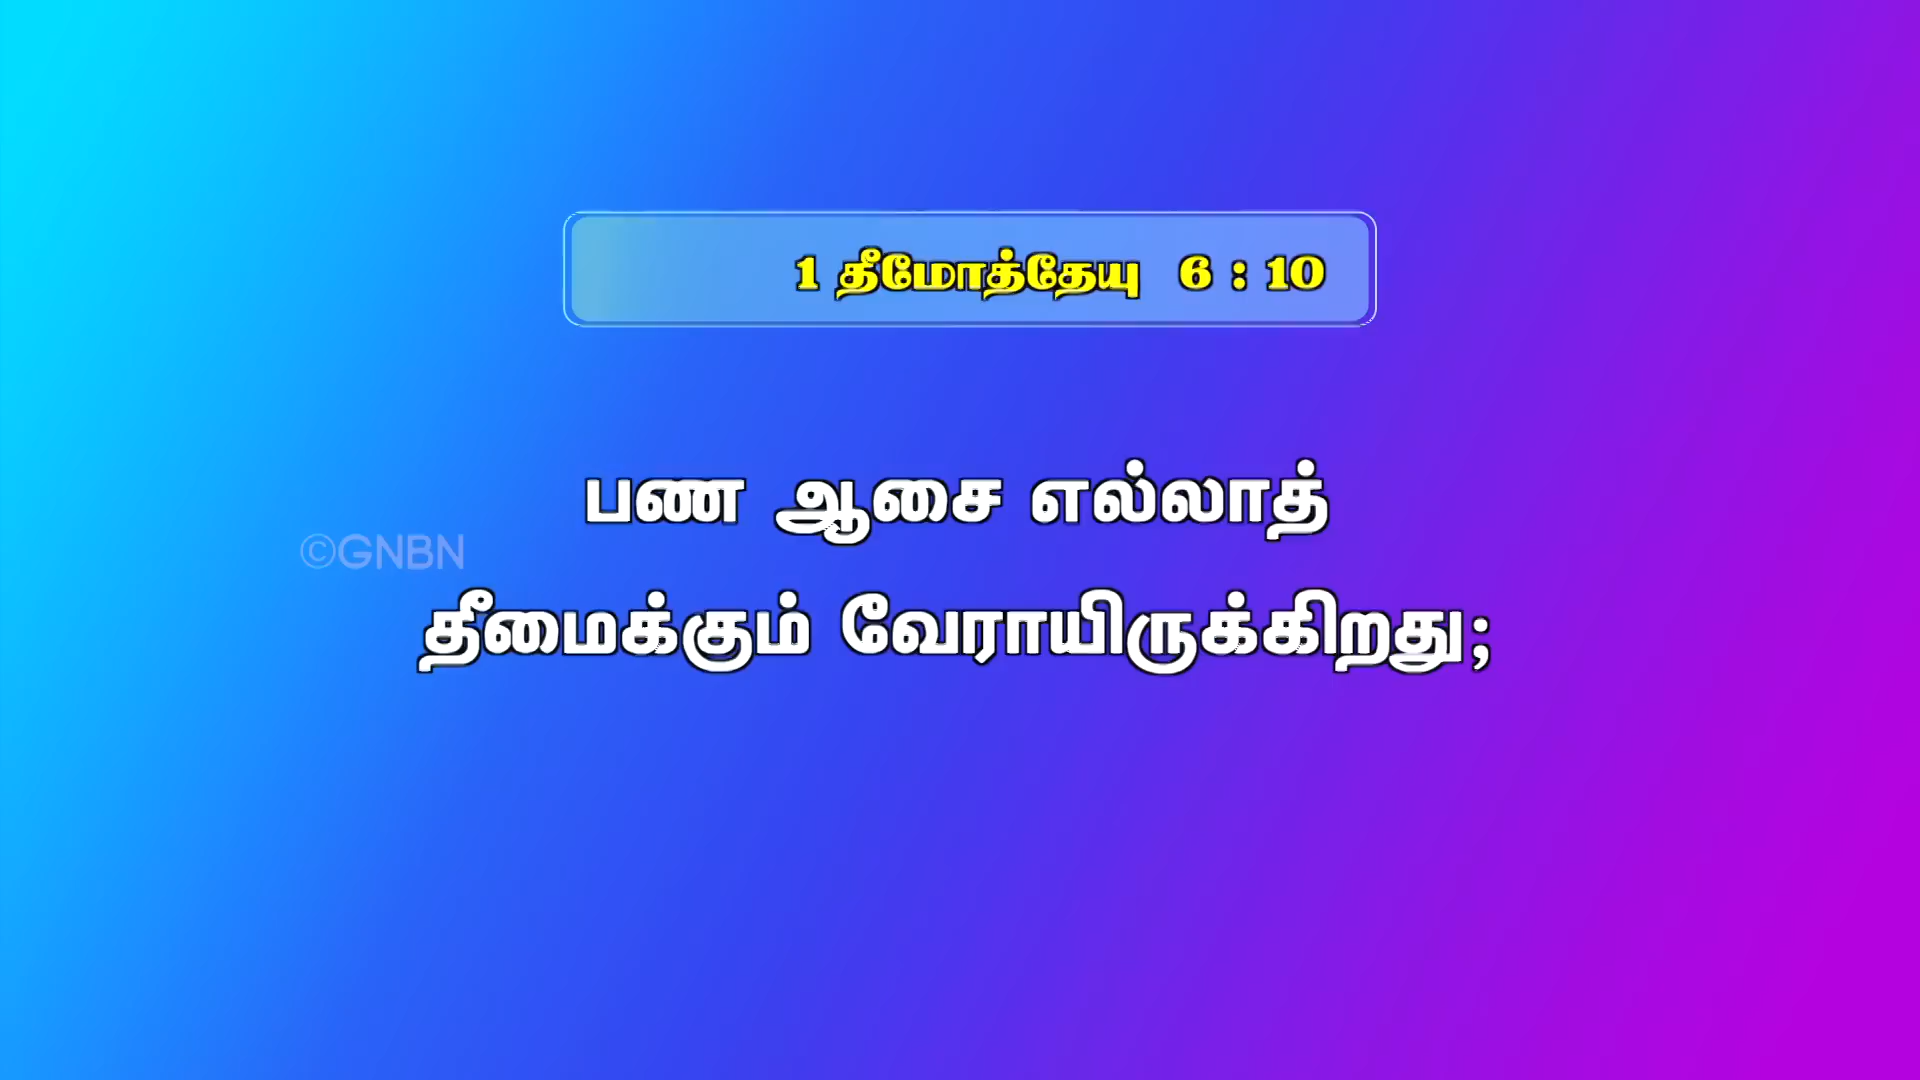 1 தீமோத்தேயு 6 : 10
பண ஆசை எல்லாத்
©GNBN
தீமைக்கும் வேராயிருக்கிறது;